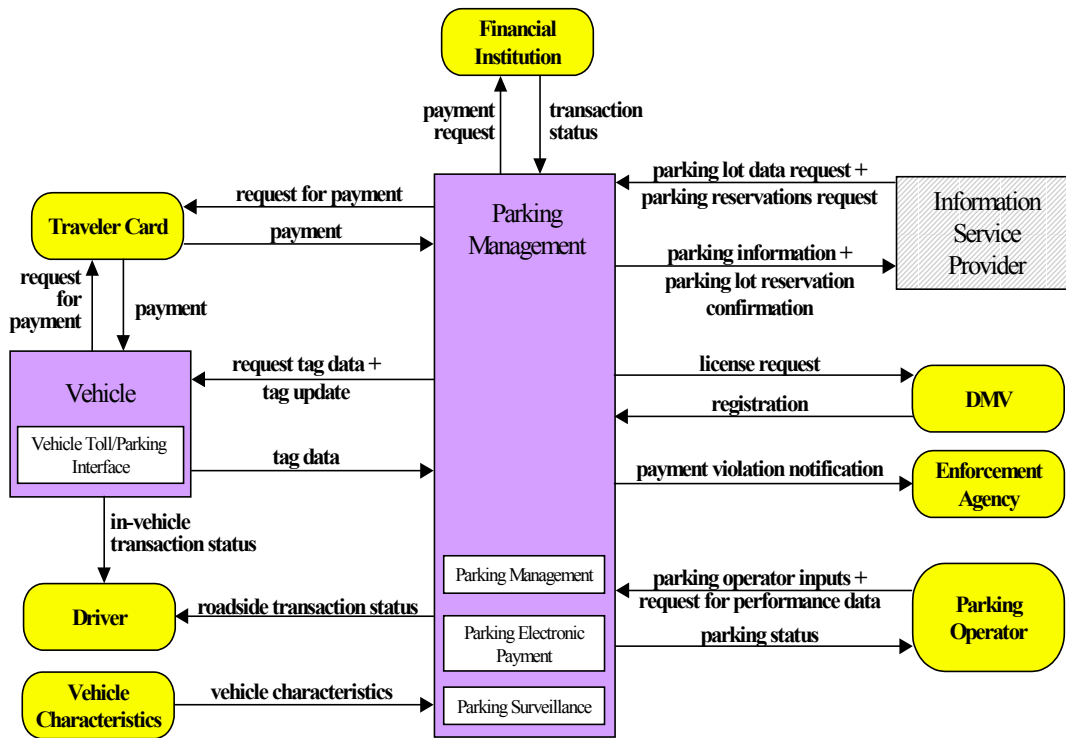 Financial
Institution
payment
request
transaction
status
request for payment
payment
Traveler Card
request
for
payment
payment
Parking
Management
parking lot data request +
parking reservations request
parking information +
parking lot reservation
confirmation
Information
Service
Provider
Vehicle
Vehicle Toll/Parking
Interface
request tag data +
tag update
tag data
license request
registration
DMV
payment violation notification
Enforcement
Agency
in-vehicle
transaction status
Driver
roadside transaction status
Parking Management
Parking Electronic
Payment
Parking Surveillance
parking operator inputs +
request for performance data
parking status
Parking
Operator
Vehicle
Characteristics
vehicle characteristics